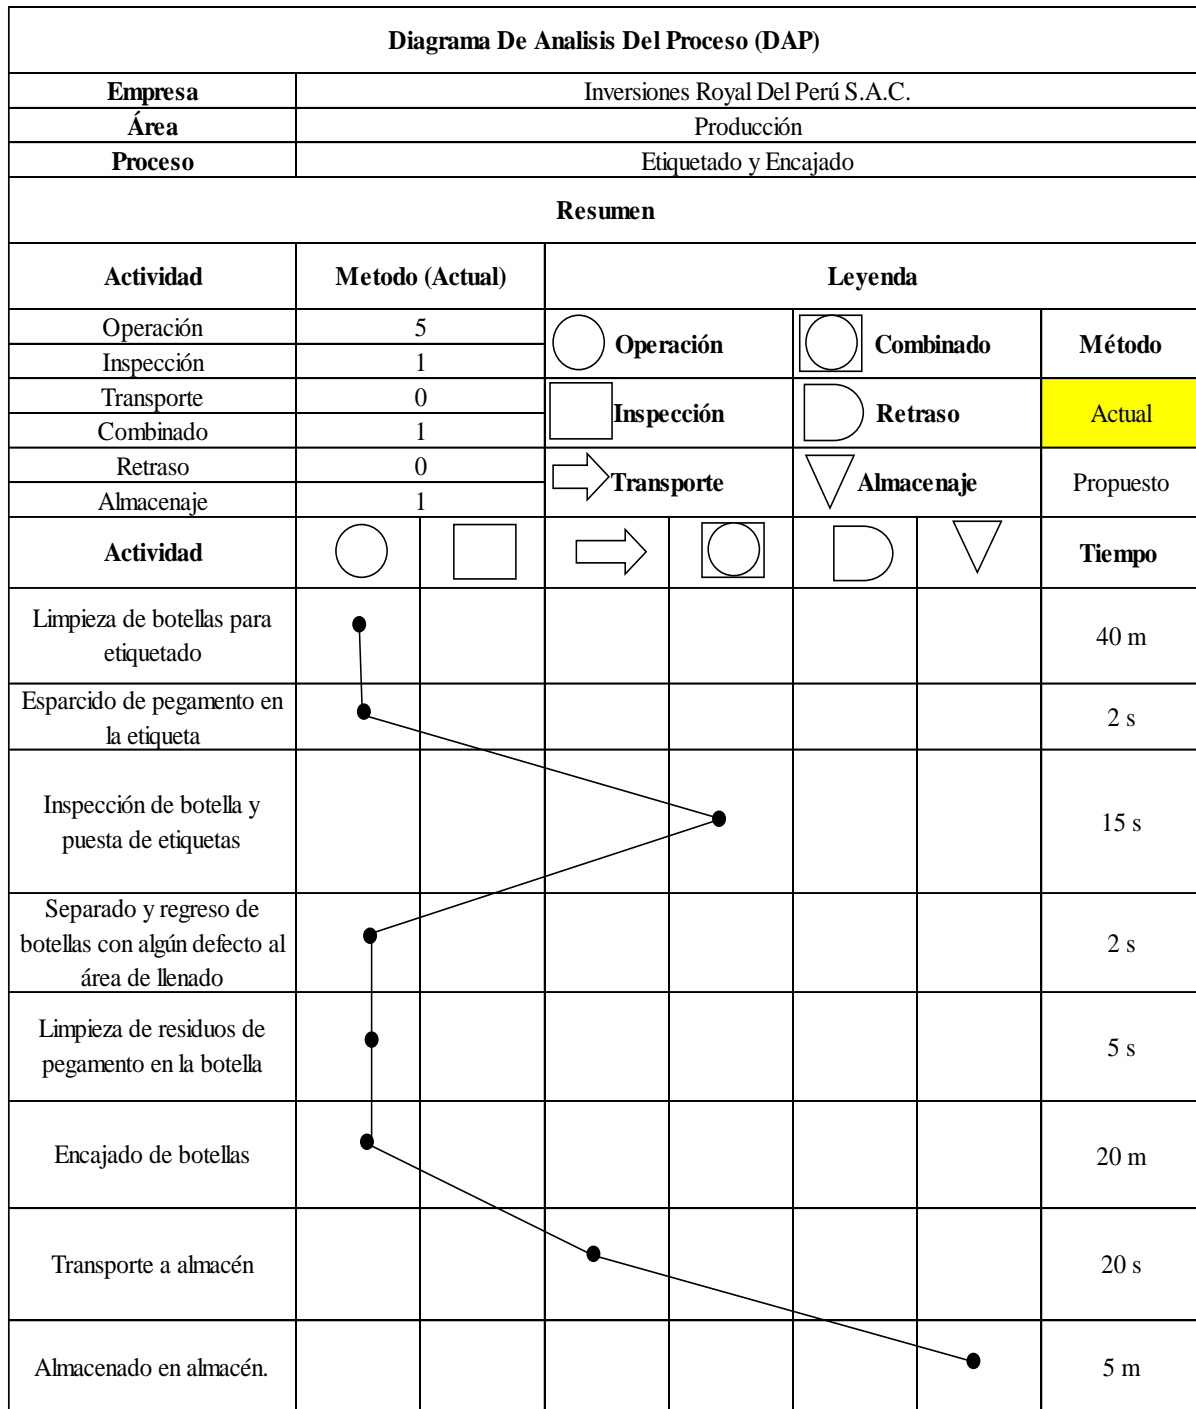 Diagrama De Analisis Del Proceso (DAP)
Empresa Inversiones Royal Del Perú S.A.C.
Área Producción
Proceso Etiquetado y Encajado
Resumen
Actividad Metodo (Actual) Leyenda
Operación 5
Inspección 1
Transporte 0
Combinado 1
Retraso 0
Almacenaje 1
Operación Combinado Método
Inspección Retraso Actual
Transporte Almacenaje Propuesto
Actividad Tiempo
Limpieza de botellas para
etiquetado
40 m
Esparcido de pegamento en
la etiqueta
2 s
Inspección de botella y
puesta de etiquetas
15 s
Separado y regreso de
botellas con algún defecto al
área de llenado
2 s
Limpieza de residuos de
pegamento en la botella
5 s
Encajado de botellas
20 m
Transporte a almacén
20 s
Almacenado en almacén.
5 m